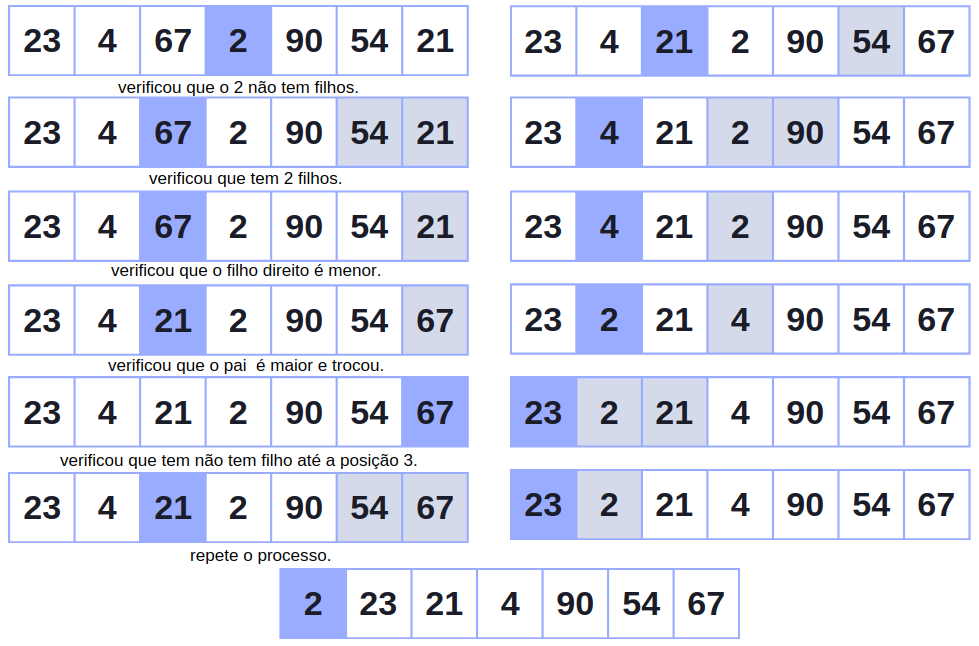 23 4 67 2 90 54 21
verificou que o 2 não tem filhos.
23 4 67 2 90 54 21
verificou que tem 2 filhos.
23 4 67 2 90 54 21
verificou que o filho direito é menor.
23 4 21 2 90 54 67
verificou que o pai  é maior e trocou.
23 4 21 2 90 54 67
verificou que tem não tem filho até a posição 3.
23 4 21 2 90 54 67
repete o processo.
23 4 21 2 90 54 67
23 4 21 2 90 54 67
23 4 21 2 90 54 67
23 2 21 4 90 54 67
23 2 21 4 90 54 67
23 2 21 4 90 54 67
2 23 21 4 90 54 67